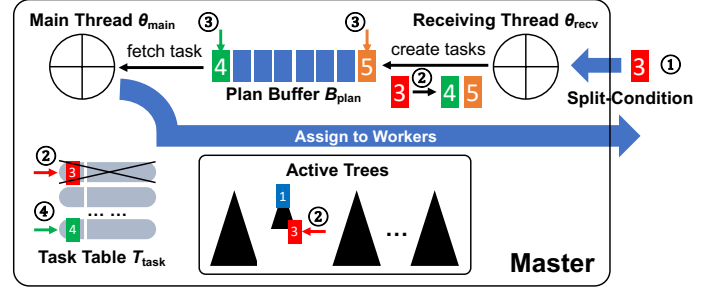 Main Thread θmain
③
③
Receiving Thread θrecv
fetch task
create tasks
4
5
3
①
3
②
4
5
Plan Buffer Bplan
Split-Condition
Assign to Workers
②
3
... ...
④
4
Task Table Ttask
Active Trees
1
②
3
...
Master